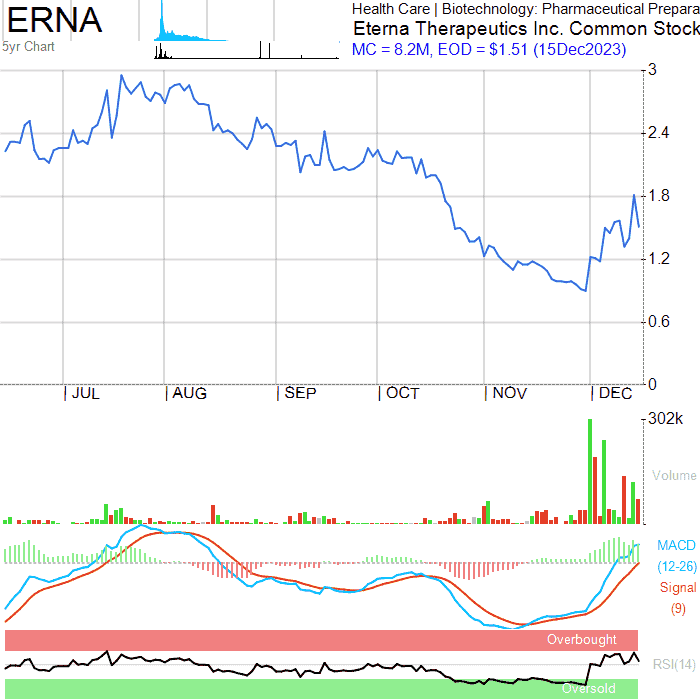 ERNA
Health Care | Biotechnology: Pharmaceutical Prepara
Eterna Therapeutics Inc. Common Stock
5yr Chart
MC = 8.2M, EOD = $1.51 (15Dec2023)
3
2.4
1.8
1.2
0.6
0
JUL AUG SEP OCT NOV DEC
302k
Volume
MACD
(12-26)
Signal
(9)
Overbought
RSI(14)
Oversold